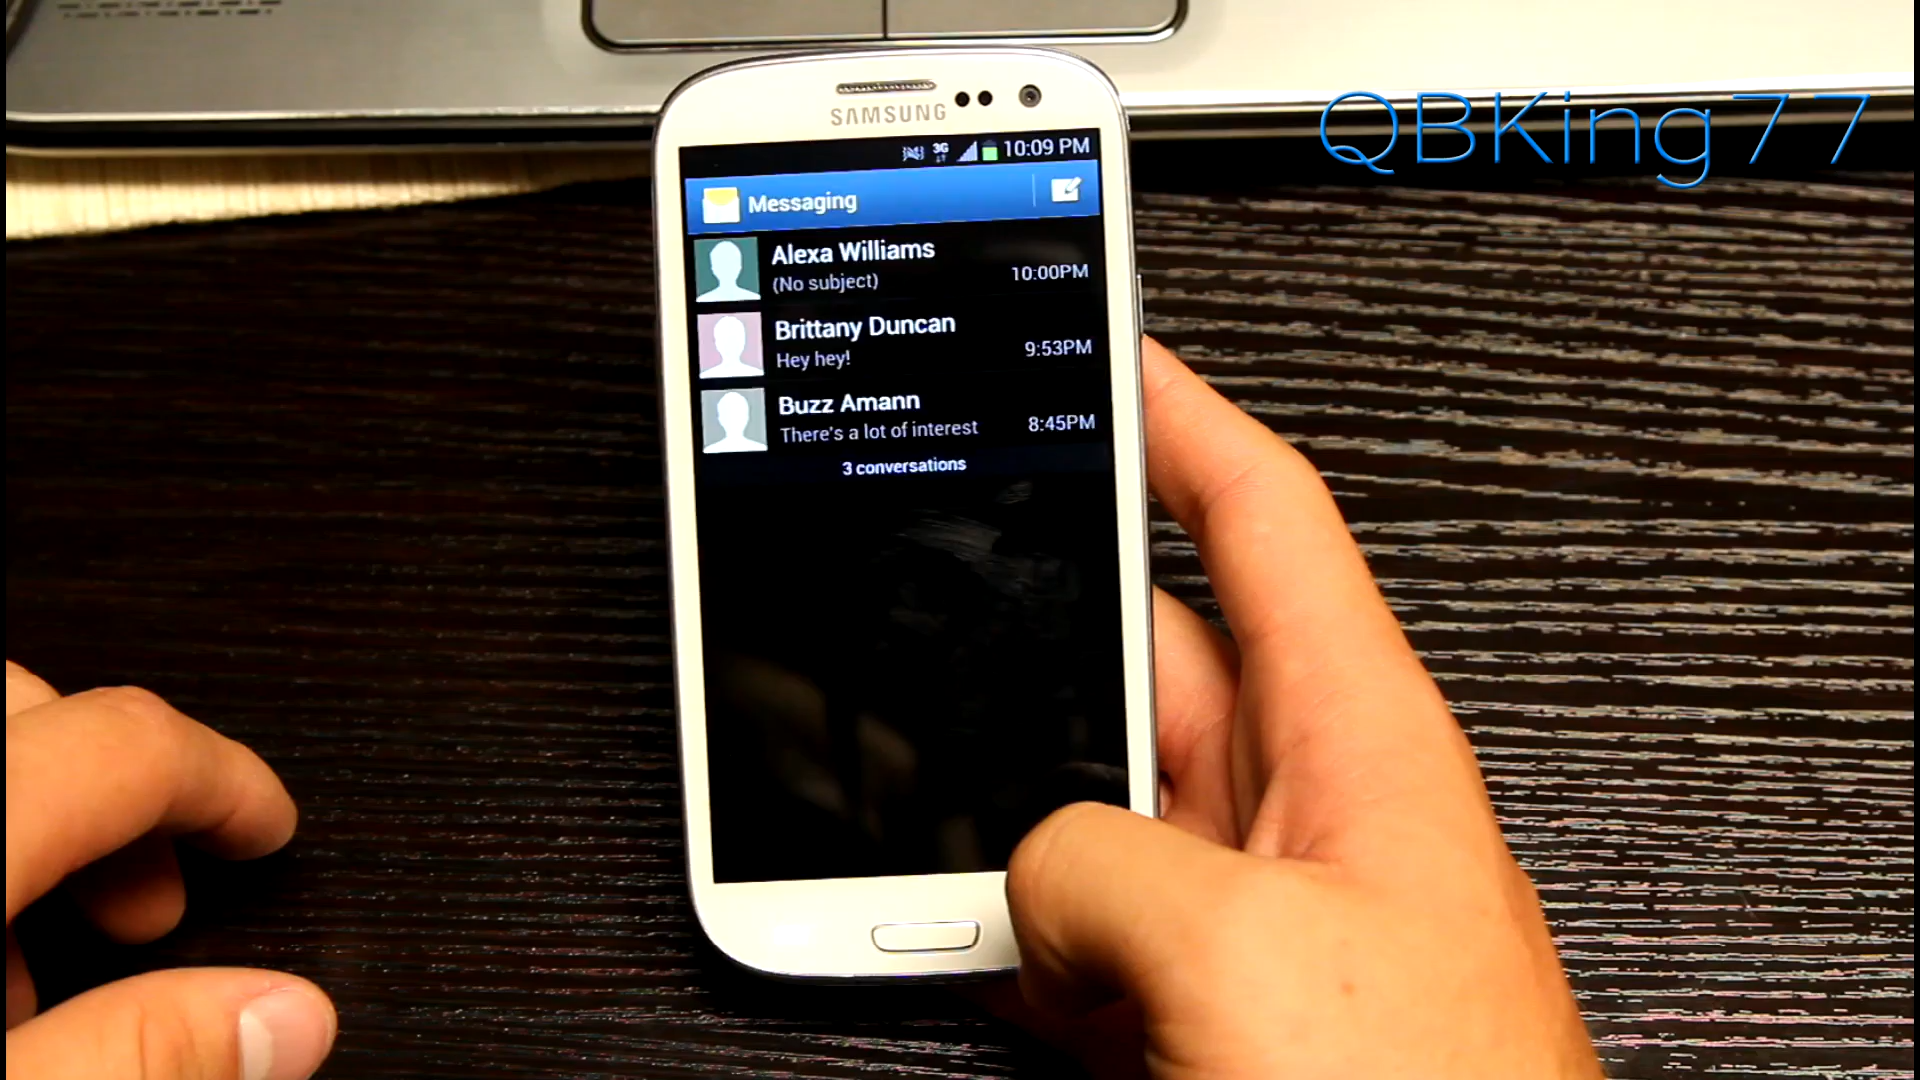 QBKing77
SAMSUNG
3G 10:09 PM
Messaging
Alexa Williams
(No subject) 10:00PM
Brittany Duncan
Hey hey! 9:53PM
Buzz Amann
There's a lot of interest 8:45PM
3 conversations